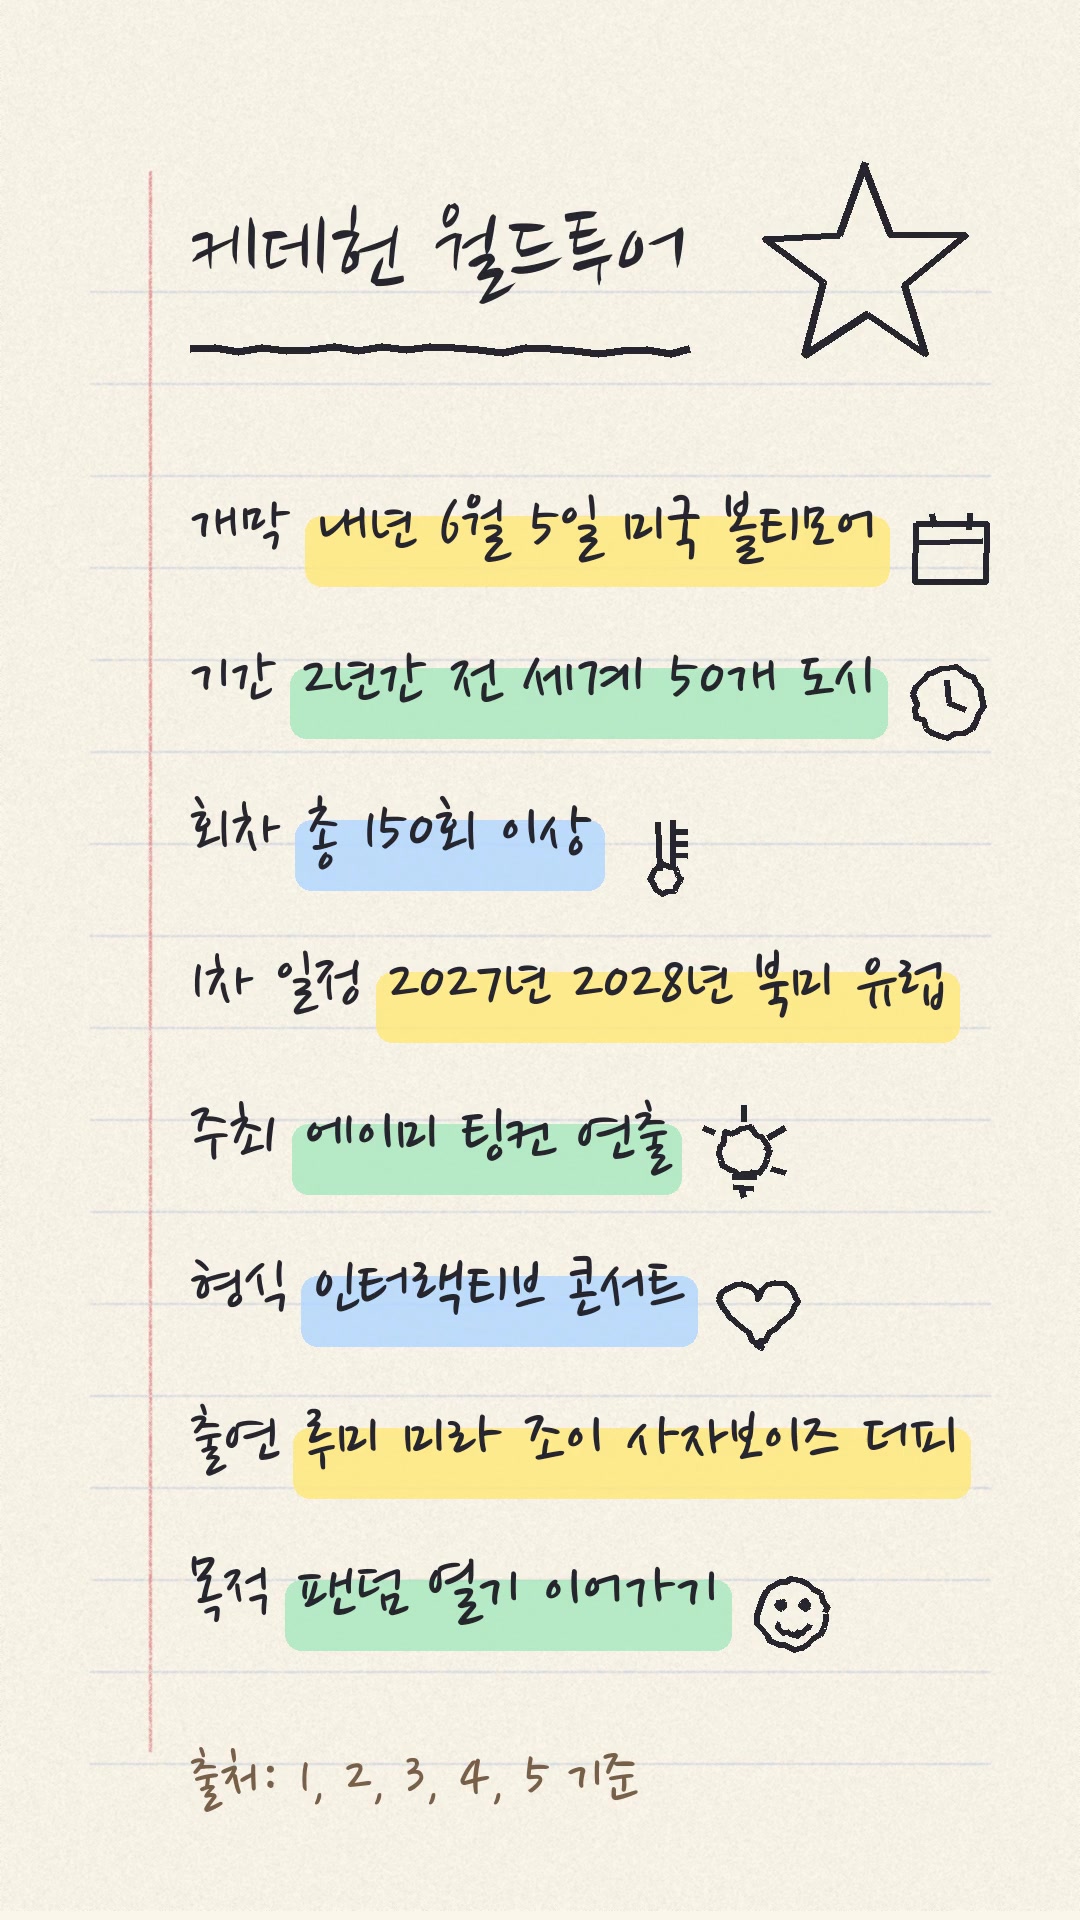 케데헌 월드투어
개막 내년 6월 5일 미국 볼티모어
기간 2년간 전 세계 50개 도시
회차 총 150회 이상
1차 일정 2027년 2028년 북미 유럽
주최 에이미 팅컨 연출
형식 인터랙티브 콘서트
출연 루미 미라 조이 사자보이즈 더피
목적 팬덤 열기 이어가기
출처: 1, 2, 3, 4, 5 기준